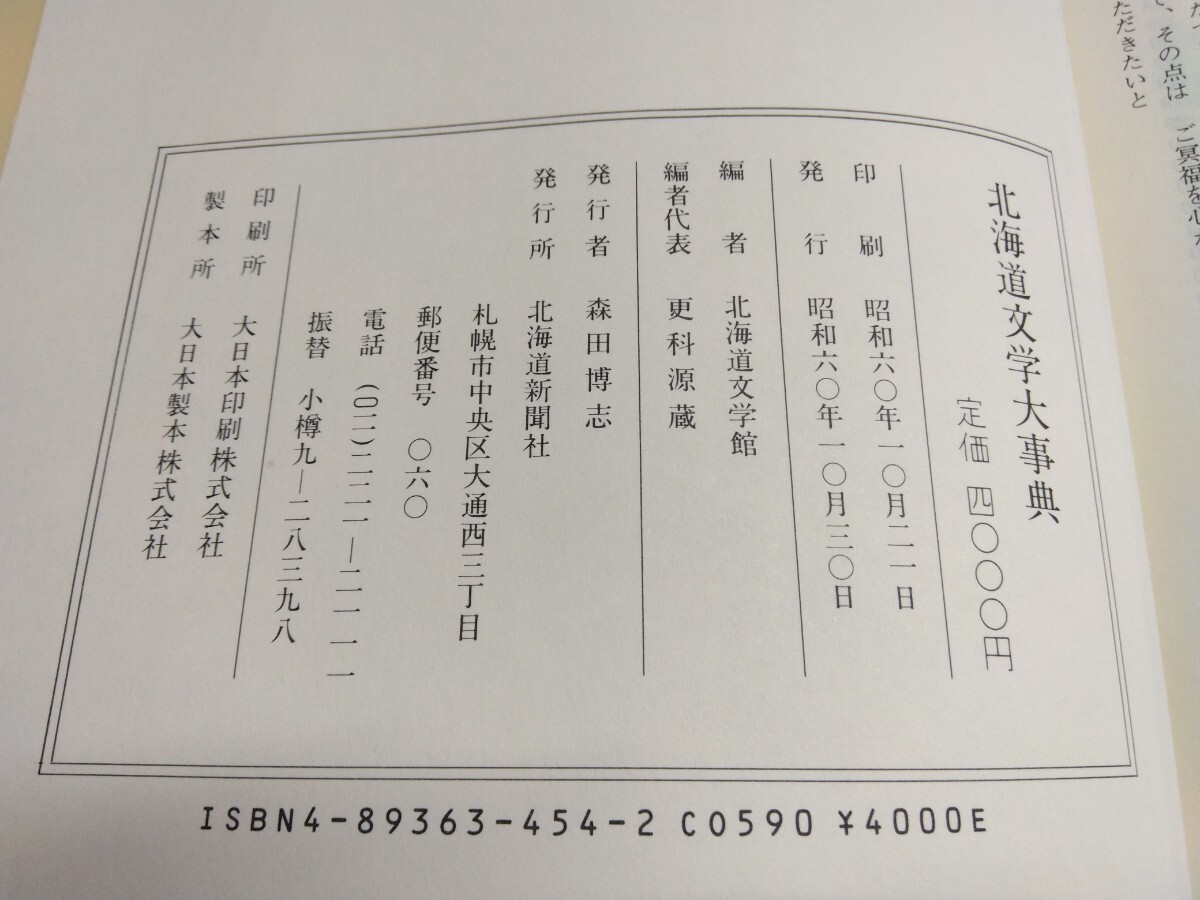 て、その点は ご冥福を心か
ただきたいと
北海道文学大事典
定価 四〇〇〇円
印刷 昭和六〇年一〇月二一日
発行 昭和六〇年一〇月三〇日
編者 北海道文学館
編者代表 更科源蔵
発行者 森田博志
発行所 北海道新聞社
札幌市中央区大通西三丁目
郵便番号 〇六〇
電話 (〇一一)二二一―二一一一
振替 小樽九―二八三九八
印刷所 大日本印刷株式会社
製本所 大日本製本株式会社
ISBN4-89363-454-2 C0590 ¥4000E